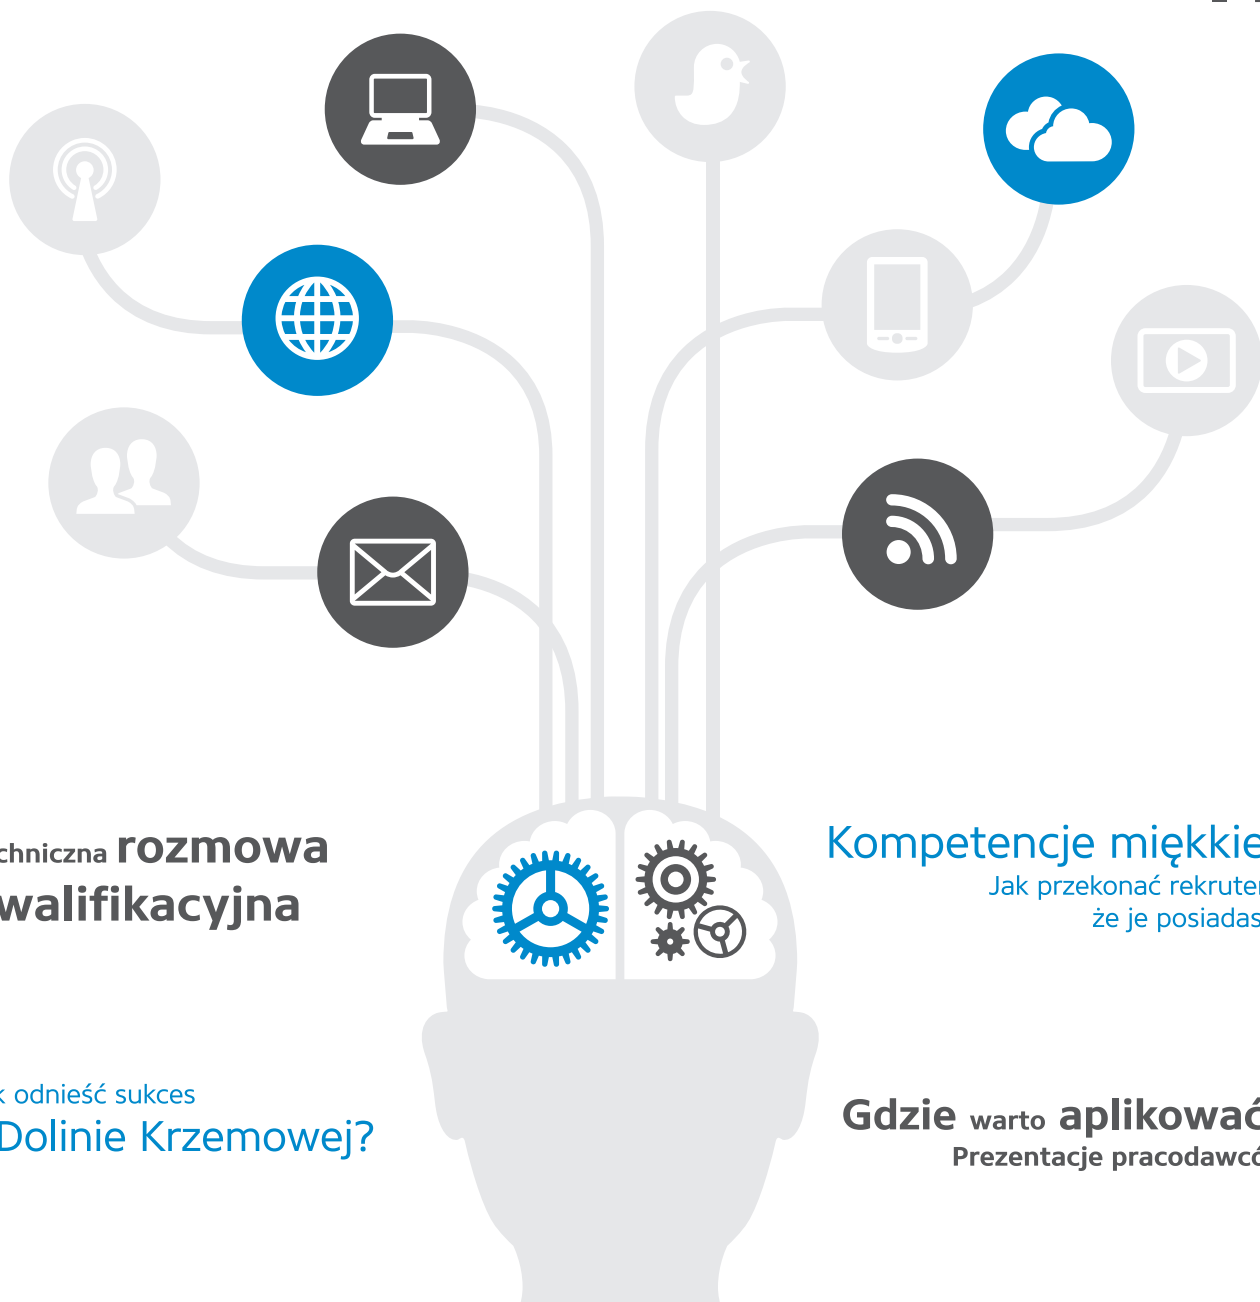 chniczna rozmowa
walifikacyjna
Kompetencje miękkie
Jak przekonać rekruter
że je posiadas
k odnieść sukces
Dolinie Krzemowej?
Gdzie warto aplikować
Prezentacje pracodawcó